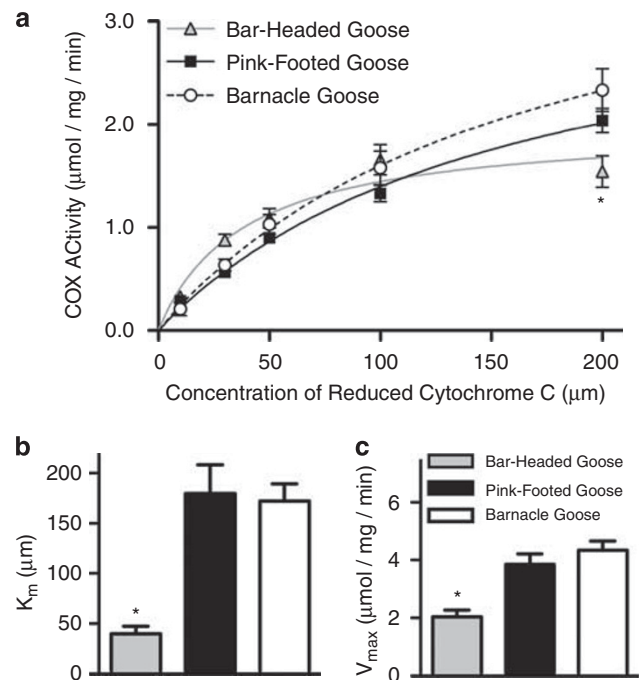 a
3.0
2.0
1.0
0.0
COX ACtivity (μmol / mg / min)
Bar-Headed Goose
Pink-Footed Goose
Barnacle Goose
*
0 50 100 150 200
Concentration of Reduced Cytochrome C (μm)
b
200
150
100
50
0
Km (μm)
*
c
6
4
2
0
Vmax (μmol / mg / min)
Bar-Headed Goose
Pink-Footed Goose
Barnacle Goose
*